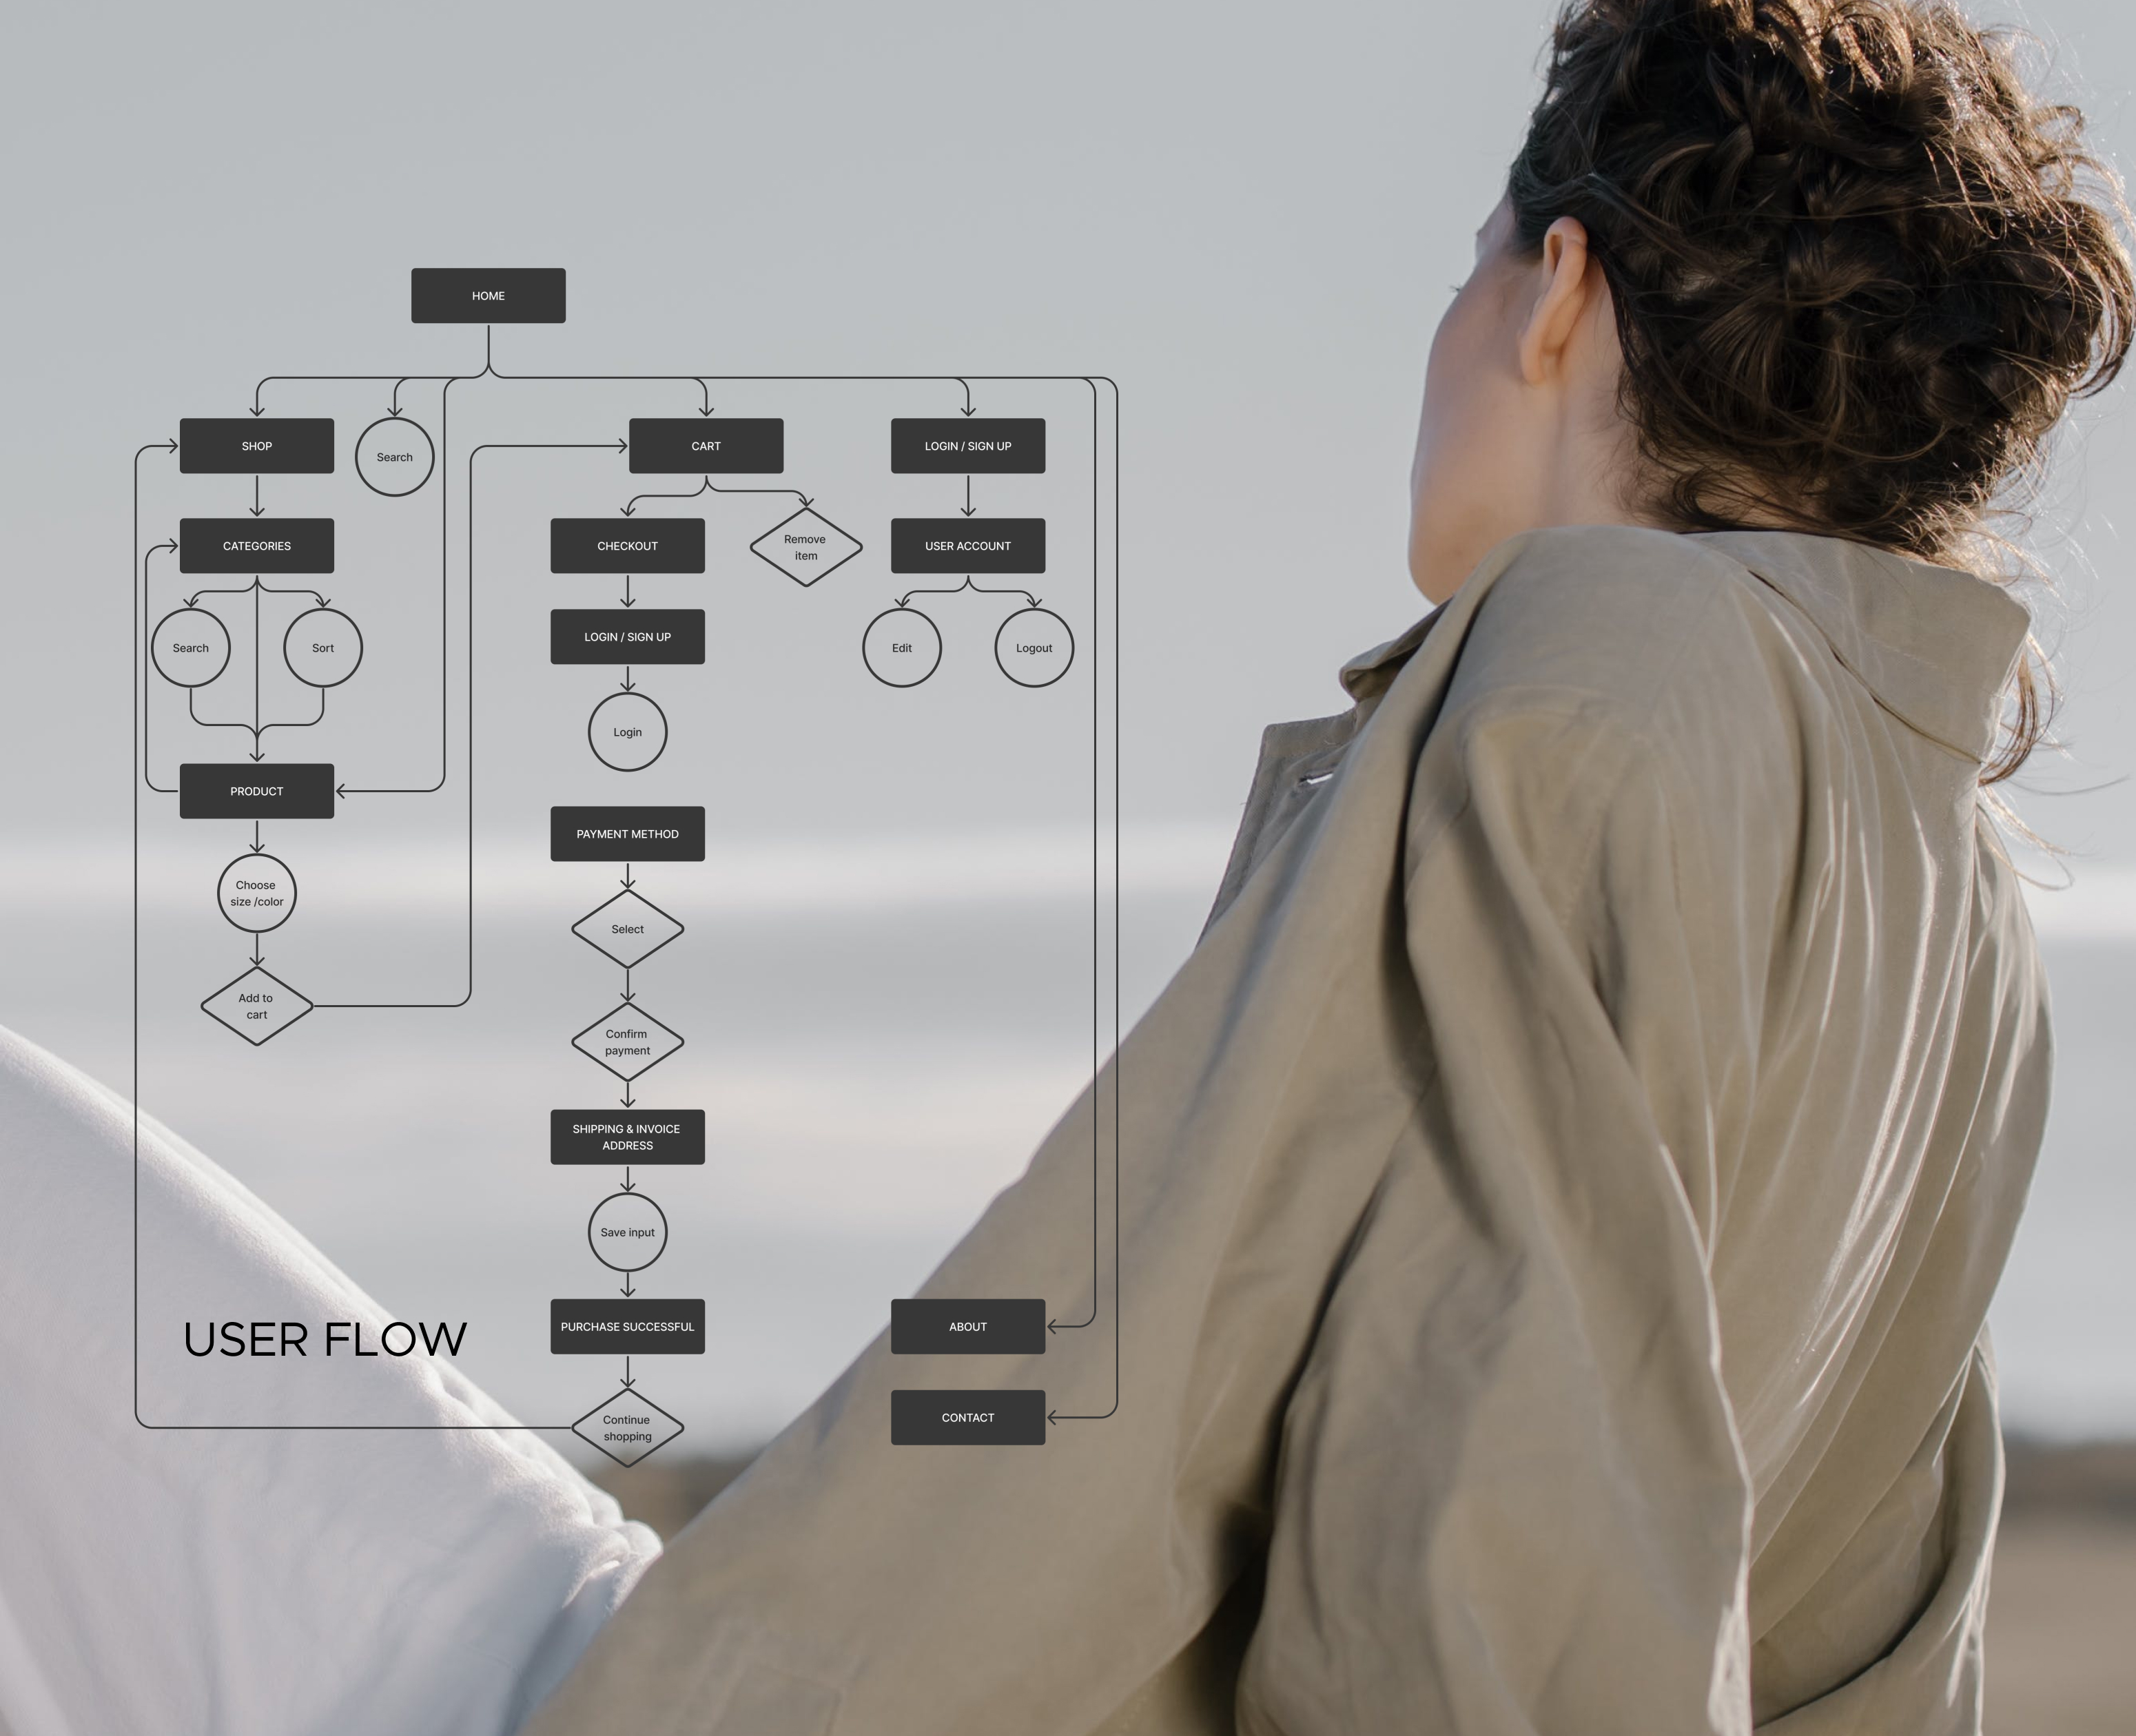 HOME
SHOP
Search
CART
LOGIN / SIGN UP
CATEGORIES
CHECKOUT
Remove
item
USER ACCOUNT
Search
Sort
LOGIN / SIGN UP
Edit
Logout
Login
PRODUCT
PAYMENT METHOD
Choose
size /color
Select
Add to
cart
Confirm
payment
SHIPPING & INVOICE
ADDRESS
Save input
USER FLOW
PURCHASE SUCCESSFUL
ABOUT
Continue
shopping
CONTACT